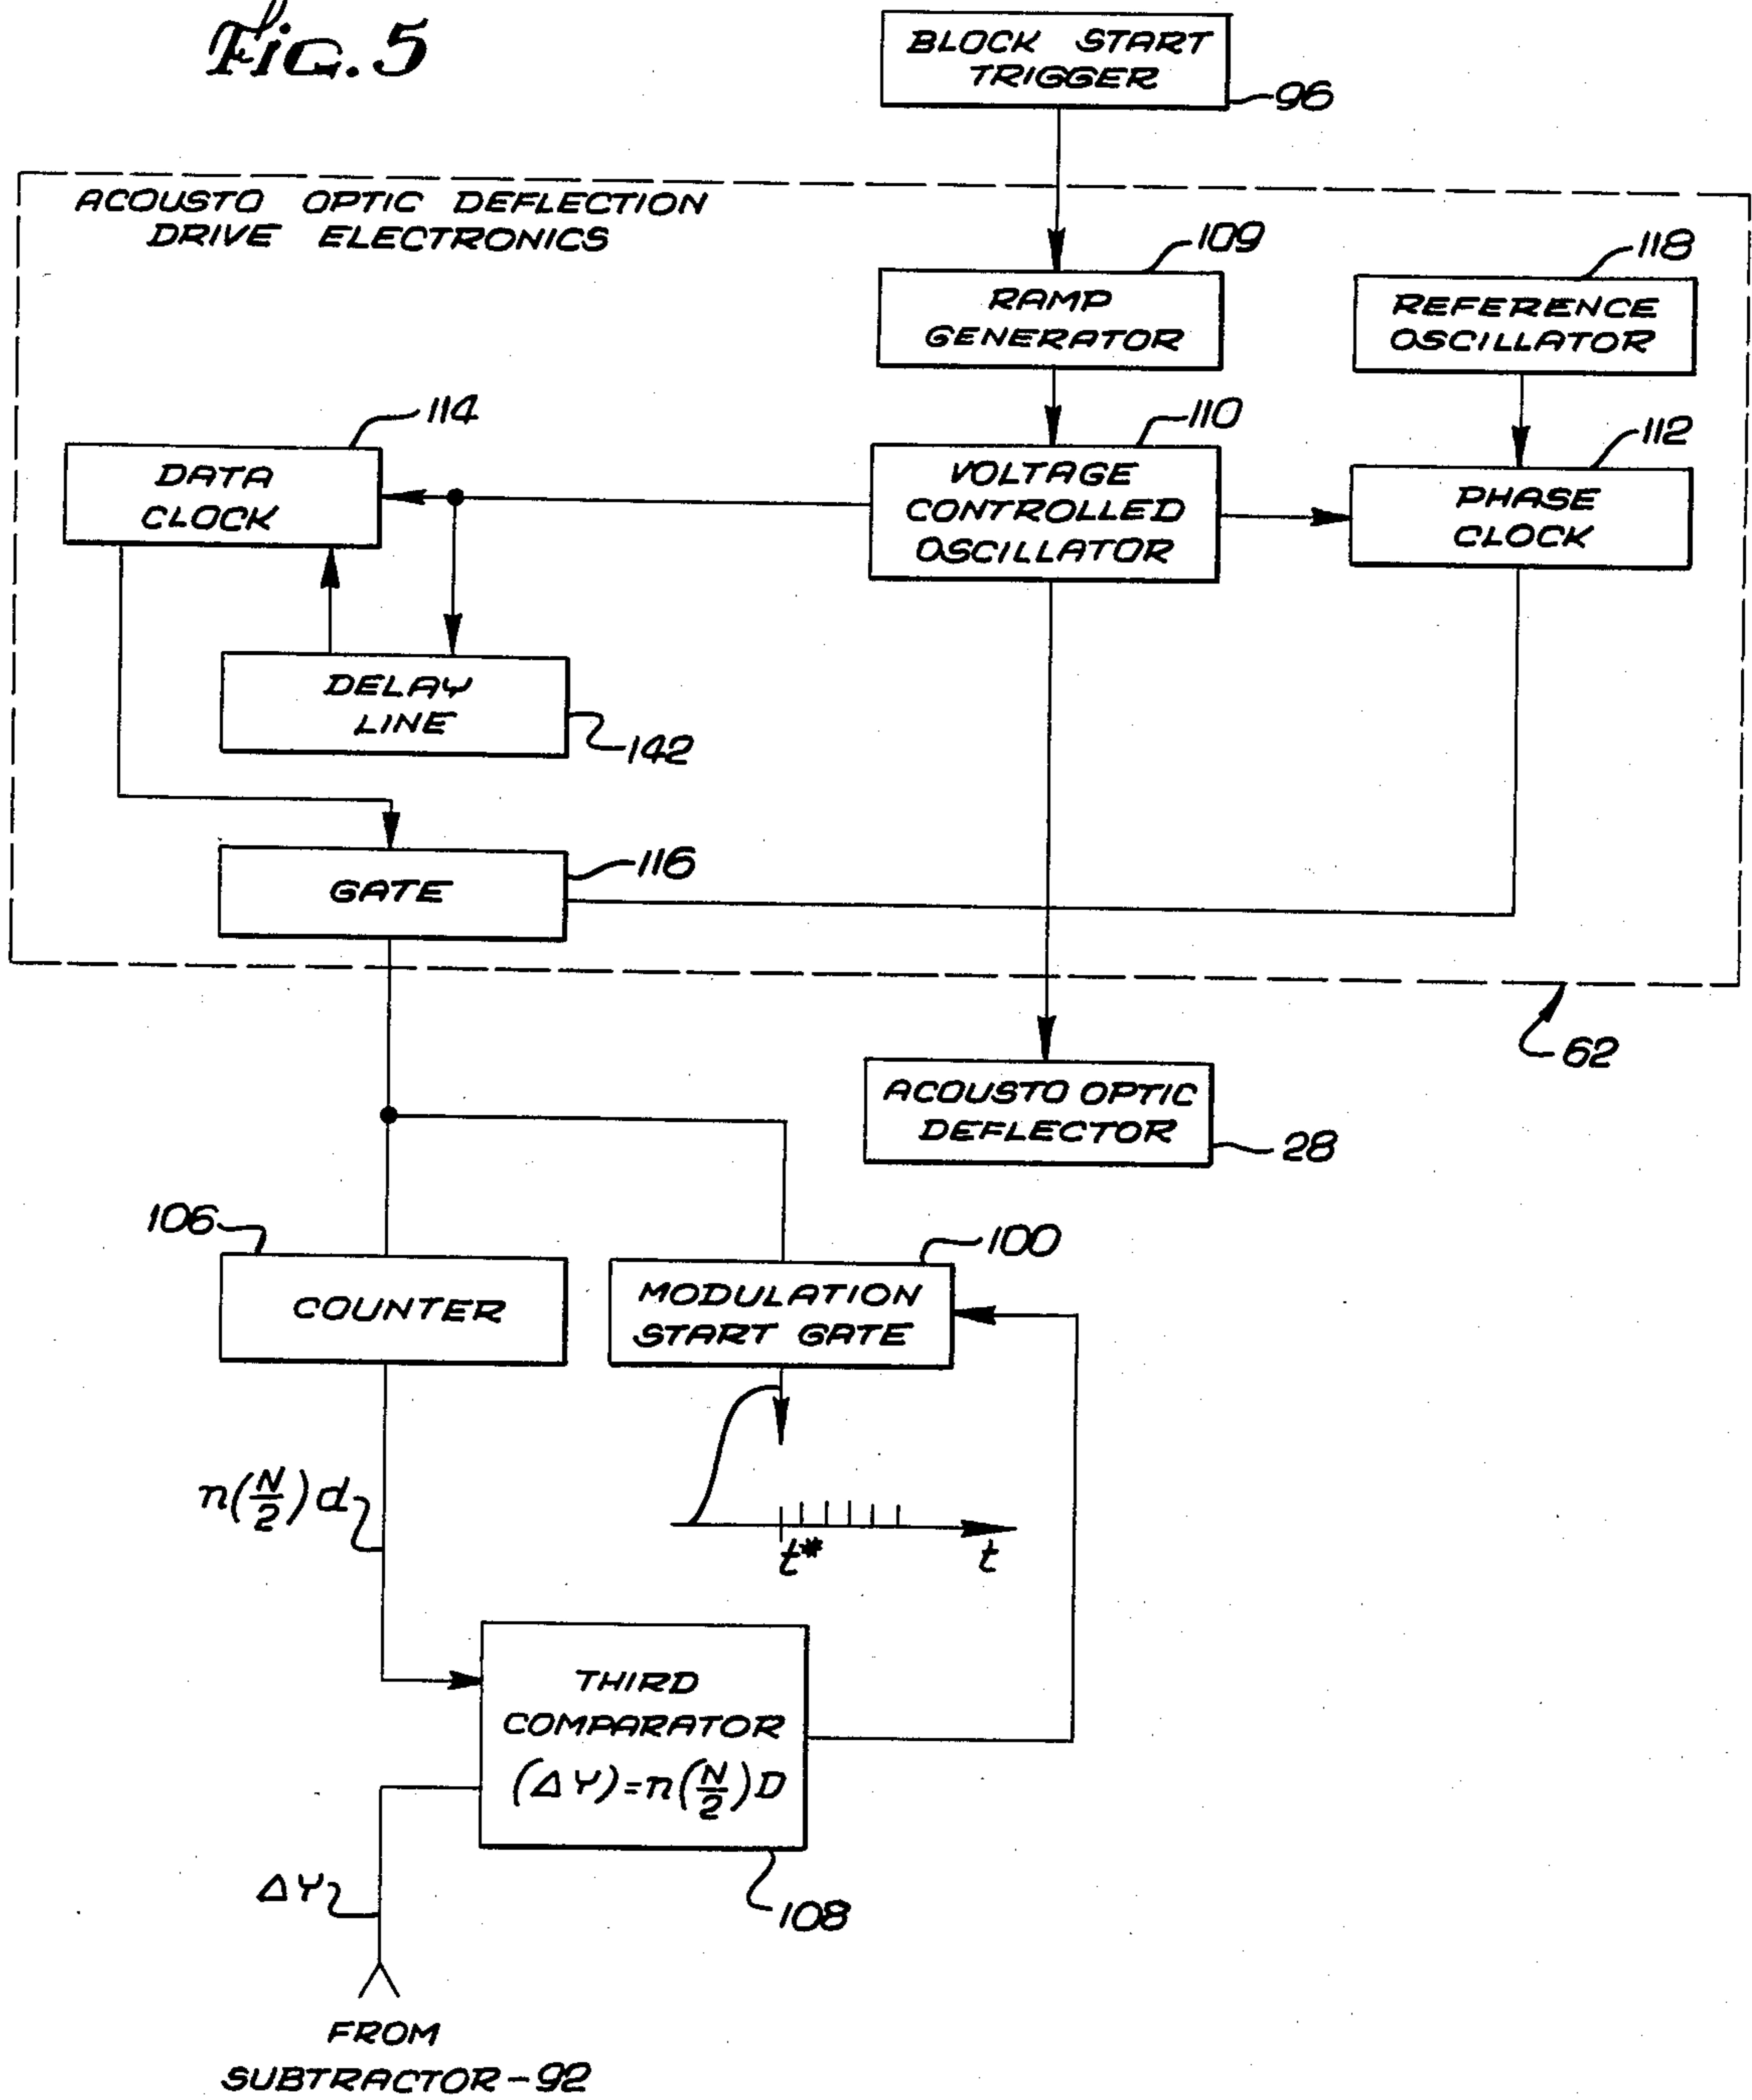 Fig. 5
BLOCK START
TRIGGER
96
ACOUSTO OPTIC DEFLECTION
DRIVE ELECTRONICS
109
RAMP
GENERATOR
118
REFERENCE
OSCILLATOR
114
DATA
CLOCK
110
VOLTAGE
CONTROLLED
OSCILLATOR
112
PHASE
CLOCK
DELAY
LINE
142
GATE
116
62
ACOUSTO OPTIC
DEFLECTOR
28
106
COUNTER
100
MODULATION
START GATE
n(N/2)d
t*
t
THIRD
COMPARATOR
(ΔY)=n(N/2)D
ΔY
108
FROM
SUBTRACTOR-92